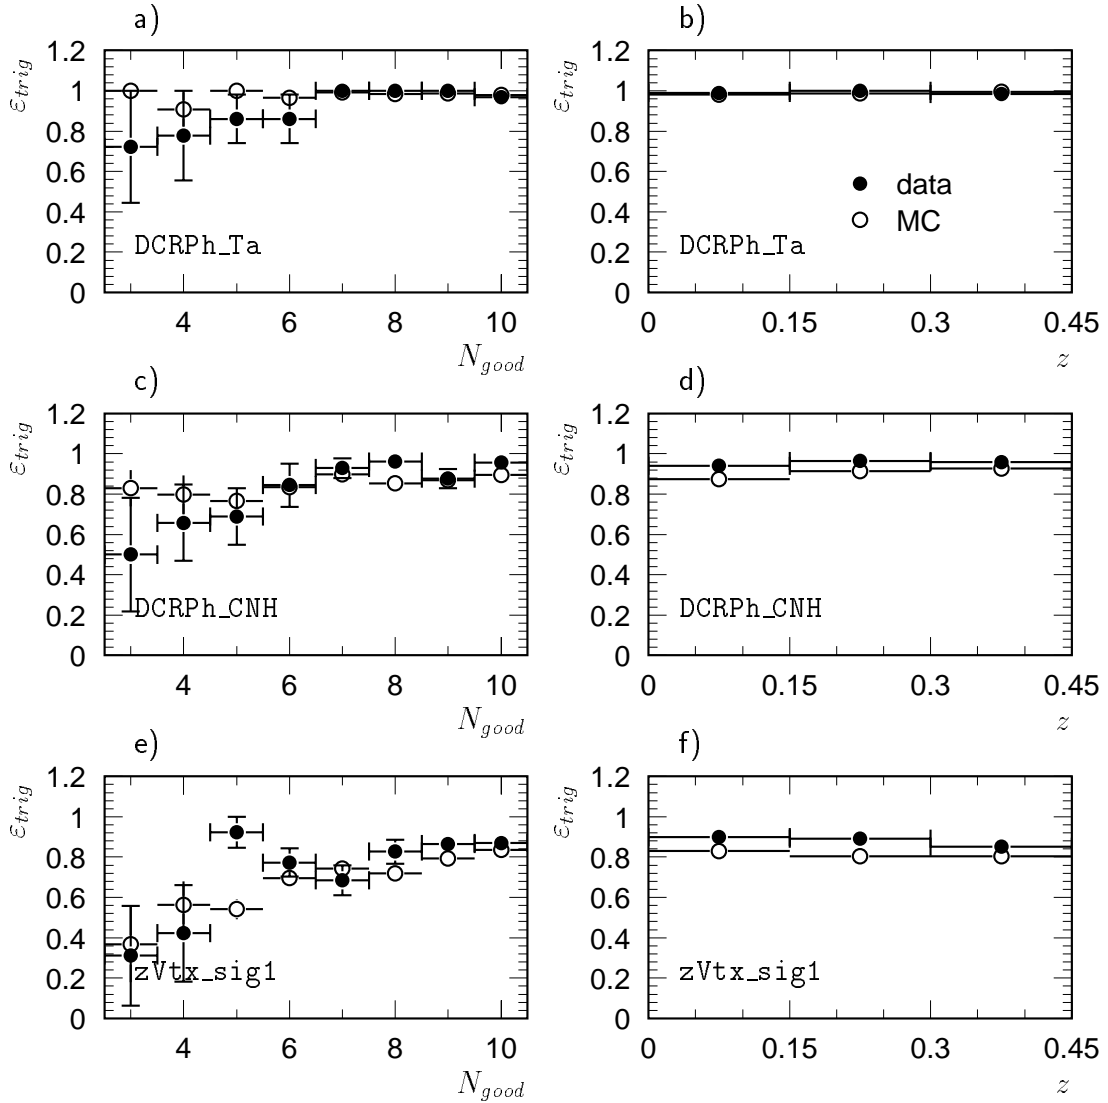 a) b)
1.2 1.2
ε_trig ε_trig
1 1
0.8 0.8
data
0.6 0.6
MC
0.4 0.4
DCRPh_Ta DCRPh_Ta
0.2 0.2
0 0
4 6 8 10 0 0.15 0.3 0.45
N_good z
c) d)
1.2 1.2
ε_trig ε_trig
1 1
0.8 0.8
0.6 0.6
0.4 0.4
DCRPh_CNH DCRPh_CNH
0.2 0.2
0 0
4 6 8 10 0 0.15 0.3 0.45
N_good z
e) f)
1.2 1.2
ε_trig ε_trig
1 1
0.8 0.8
0.6 0.6
0.4 0.4
zVtx_sig1 zVtx_sig1
0.2 0.2
0 0
4 6 8 10 0 0.15 0.3 0.45
N_good z